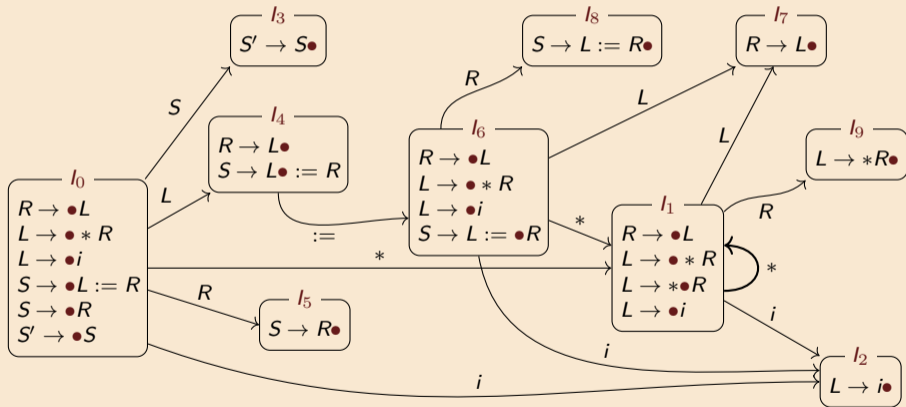 I3
S′ → S●
I8
S → L := R●
I7
R → L●
S
R
L
I4
R → L●
S → L● := R
I6
R → ●L
L → ● ∗ R
L → ●i
S → L := ●R
L
I9
L → ∗R●
I0
R → ●L
L → ● ∗ R
L → ●i
S → ●L := R
S → ●R
S′ → ●S
L
:=
∗
∗
I1
R → ●L
L → ● ∗ R
L → ∗●R
L → ●i
R
∗
R
I5
S → R●
i
i
i
I2
L → i●